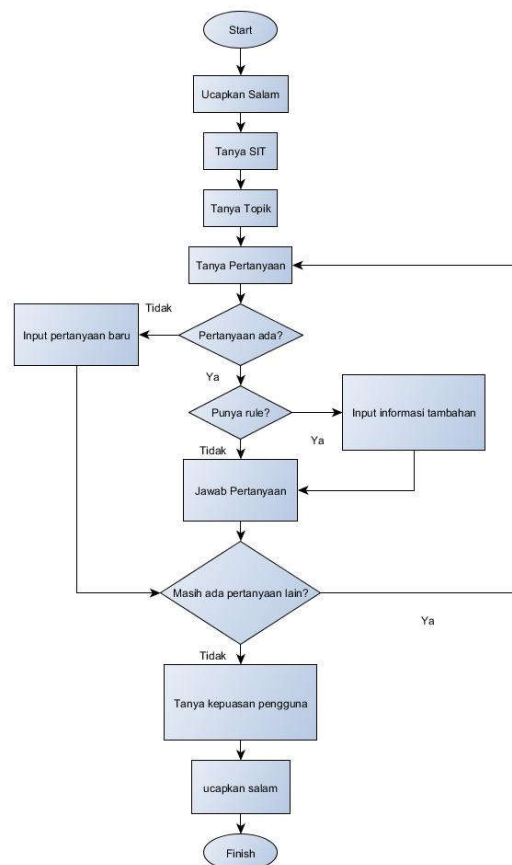 Start
Ucapkan Salam
Tanya SIT
Tanya Topik
Tanya Pertanyaan
Tidak
Input pertanyaan baru
Pertanyaan ada?
Ya
Punya rule?
Input informasi tambahan
Ya
Tidak
Jawab Pertanyaan
Masih ada pertanyaan lain?
Ya
Tidak
Tanya kepuasan pengguna
ucapkan salam
Finish